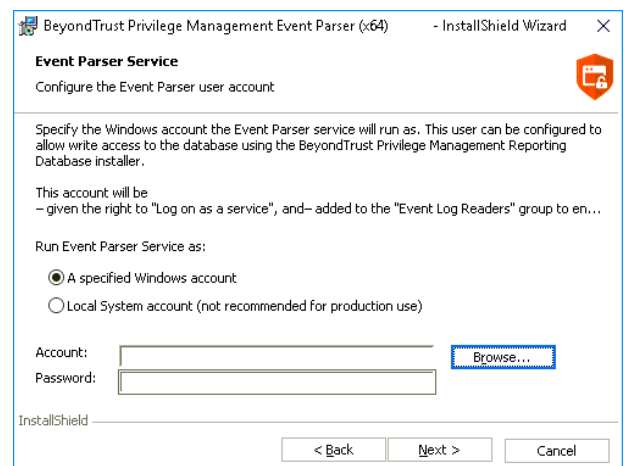 BeyondTrust Privilege Management Event Parser (x64) - InstallShield Wizard
Event Parser Service
Configure the Event Parser user account
Specify the Windows account the Event Parser service will run as. This user can be configured to
allow write access to the database using the BeyondTrust Privilege Management Reporting
Database installer.
This account will be
– given the right to "Log on as a service", and– added to the "Event Log Readers" group to en...
Run Event Parser Service as:
A specified Windows account
Local System account (not recommended for production use)
Account:
Browse...
Password:
InstallShield
< Back
Next >
Cancel